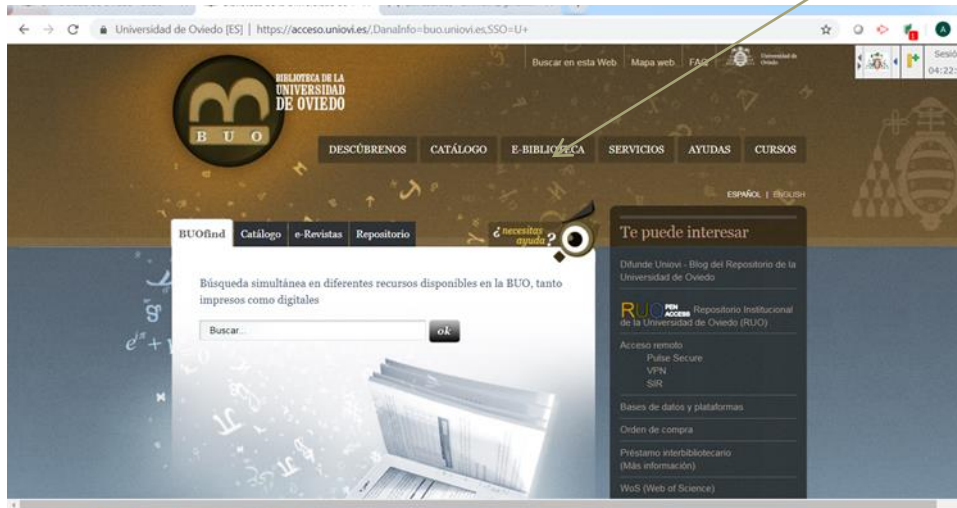 Universidad de Oviedo [ES] | https://acceso.uniovi.es/,DanaInfo=buo.uniovi.es,SSO=U+
Buscar en esta Web Mapa web FAQ Universidad de Oviedo
Sesió
04:22:
BIBLIOTECA DE LA
UNIVERSIDAD
DE OVIEDO
B U O
DESCÚBRENOS CATÁLOGO E-BIBLIOTECA SERVICIOS AYUDAS CURSOS
ESPAÑOL | ENGLISH
BUOfind Catálogo e-Revistas Repositorio
¿necesitas
ayuda?
Te puede interesar
Búsqueda simultánea en diferentes recursos disponibles en la BUO, tanto
impresos como digitales
Buscar...
ok
Difunde Uniovi - Blog del Repositorio de la
Universidad de Oviedo
RUO OPEN ACCESS Repositorio Institucional
de la Universidad de Oviedo (RUO)
Acceso remoto
Pulse Secure
VPN
SIR
Bases de datos y plataformas
Orden de compra
Préstamo interbibliotecario
(Más información)
WoS (Web of Science)